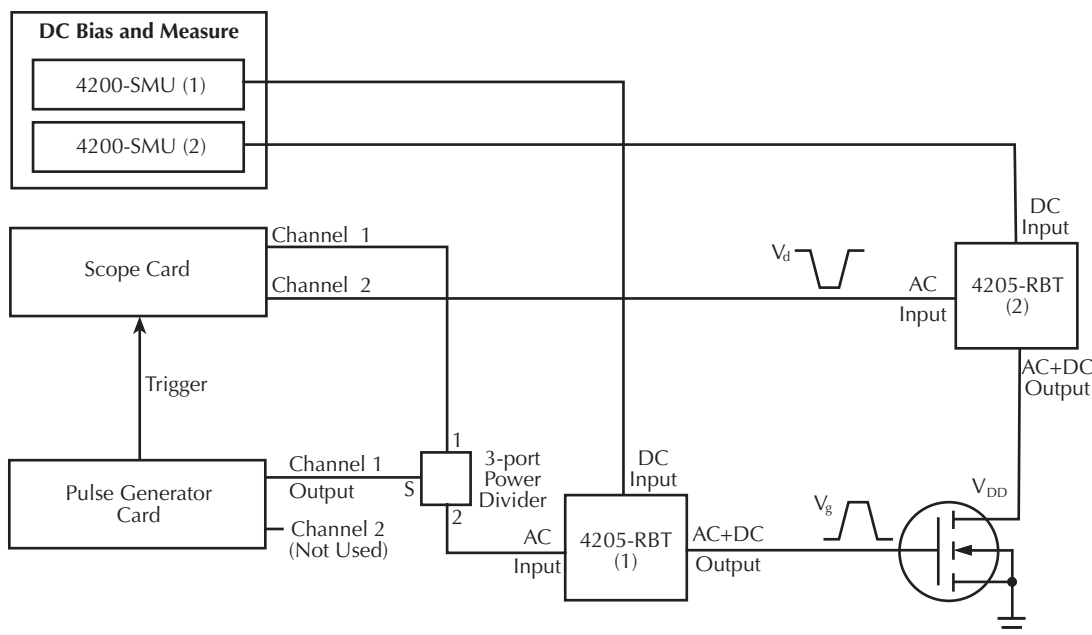 DC Bias and Measure
4200-SMU (1)
4200-SMU (2)
Scope Card
Channel 1
Channel 2
Trigger
Pulse Generator
Card
Channel 1
Output
Channel 2
(Not Used)
S
1
2
3-port
Power
Divider
DC
Input
AC
Input
4205-RBT
(1)
AC+DC
Output
Vd
DC
Input
AC
Input
4205-RBT
(2)
AC+DC
Output
Vg
VDD